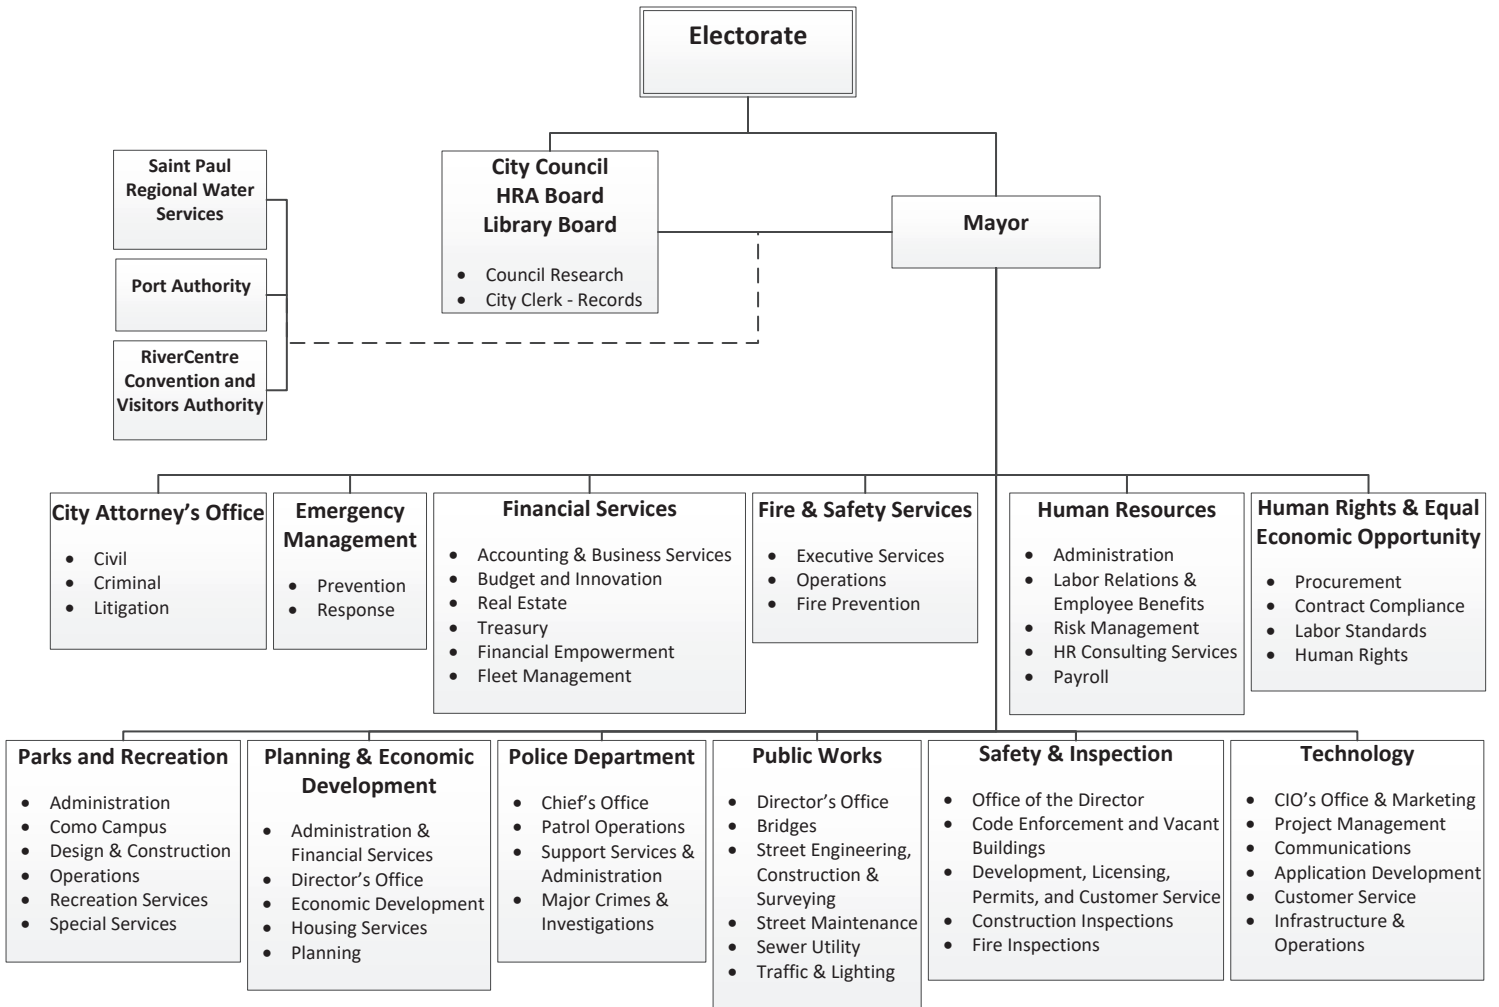 Electorate
Saint Paul
Regional Water
Services
Port Authority
RiverCentre
Convention and
Visitors Authority
City Council
HRA Board
Library Board
• Council Research
• City Clerk - Records
Mayor
City Attorney's Office
• Civil
• Criminal
• Litigation
Emergency
Management
• Prevention
• Response
Financial Services
• Accounting & Business Services
• Budget and Innovation
• Real Estate
• Treasury
• Financial Empowerment
• Fleet Management
Fire & Safety Services
• Executive Services
• Operations
• Fire Prevention
Human Resources
• Administration
• Labor Relations &
Employee Benefits
• Risk Management
• HR Consulting Services
• Payroll
Human Rights & Equal
Economic Opportunity
• Procurement
• Contract Compliance
• Labor Standards
• Human Rights
Parks and Recreation
• Administration
• Como Campus
• Design & Construction
• Operations
• Recreation Services
• Special Services
Planning & Economic
Development
• Administration &
Financial Services
• Director's Office
• Economic Development
• Housing Services
• Planning
Police Department
• Chief's Office
• Patrol Operations
• Support Services &
Administration
• Major Crimes &
Investigations
Public Works
• Director's Office
• Bridges
• Street Engineering,
Construction &
Surveying
• Street Maintenance
• Sewer Utility
• Traffic & Lighting
Safety & Inspection
• Office of the Director
• Code Enforcement and Vacant
Buildings
• Development, Licensing,
Permits, and Customer Service
• Construction Inspections
• Fire Inspections
Technology
• CIO's Office & Marketing
• Project Management
• Communications
• Application Development
• Customer Service
• Infrastructure &
Operations